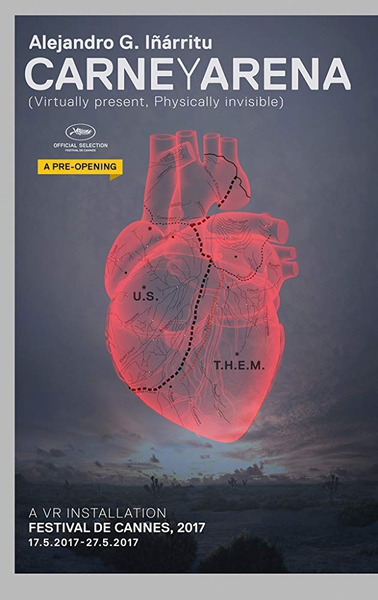 Alejandro G. Iñárritu
CARNEYARENA
(Virtually present, Physically invisible)
OFFICIAL SELECTION
FESTIVAL DE CANNES
A PRE-OPENING
U.S.
T.H.E.M.
A VR INSTALLATION
FESTIVAL DE CANNES, 2017
17.5.2017-27.5.2017